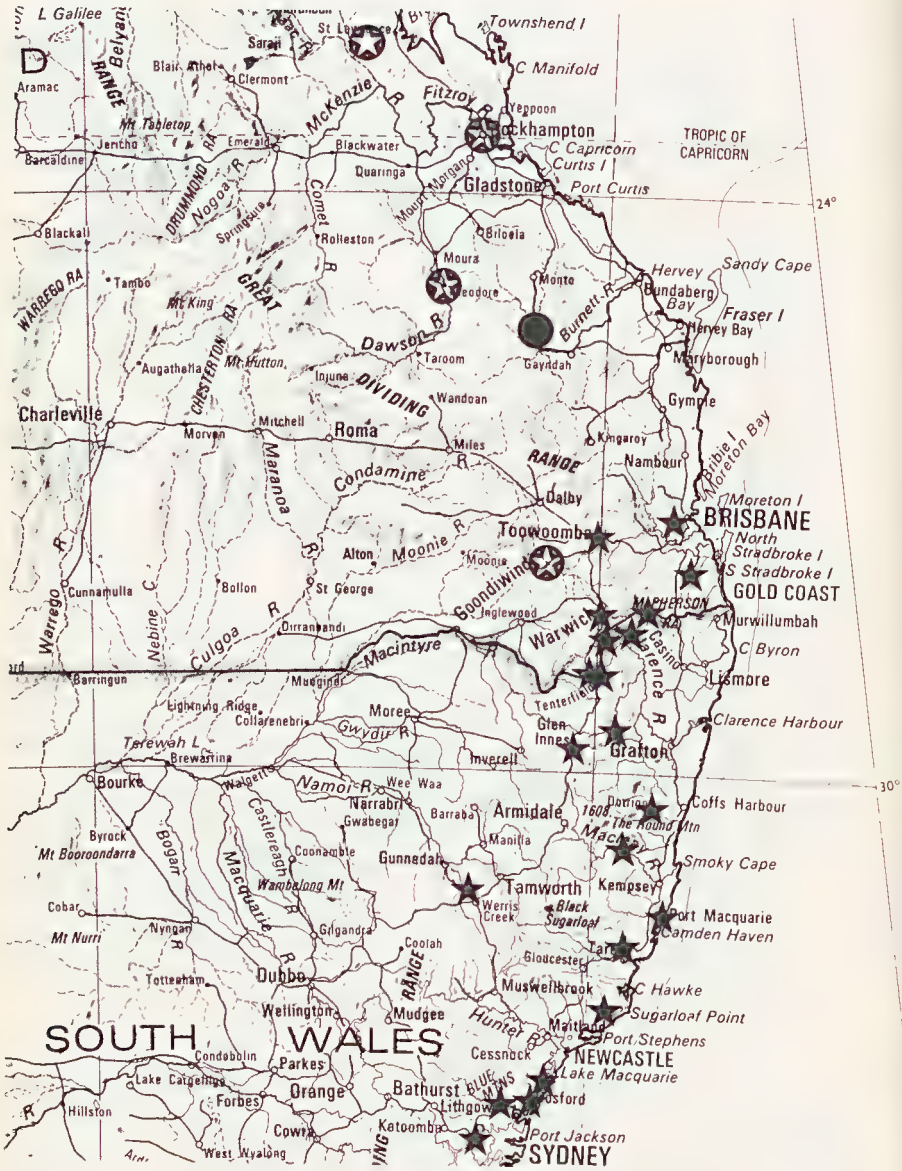 L Galilee
Belyan
St Lawrence
Townshend I
Saraji
Isaac R
D
RANGE
Blair Athol
Clermont
C Manifold
Aramac
McKenzie R
Fitzroy R
Yeppoon
Mt Tabletop
RA
Emerald
Rockhampton
TROPIC OF
CAPRICORN
Barcaldine
Jericho
Blackwater
C Capricorn
Curtis I
DRUMMOND
Nogoa R
Quaringa
Mount Morgan
Gladstone
Port Curtis
24°
Comet R
Springsure
Blackall
Rolleston
Biloela
Moura
WARREGO RA
Tambo
GREAT
Mt King
Theodore
Monto
Hervey
Bay
Sandy Cape
Bundaberg
Burnett R
Fraser I
Hervey Bay
CHESTERTON RA
Dawson R
Augathella
Mt Hutton
Taroom
Gayndah
Maryborough
Injune
DIVIDING
Wandoan
Gympie
Charleville
Morven
Mitchell
Roma
Miles
Kingaroy
RANGE
Nambour
Bribie I
Moreton Bay
Maranoa
R
Condamine
R
Dalby
Moreton I
BRISBANE
Toowoomba
North
Stradbroke I
Moonie R
Alton
Moonie
S Stradbroke I
GOLD COAST
Warrego R
Cunnamulla
Nebine C
Bollon
St George
Goondiwindi
Inglewood
McPHERSON
RA
Culgoa R
Dirranbandi
Warwick
Murwillumbah
Macintyre
Casino
C Byron
Barringun
Mungindi
Lismore
Tenterfield
Clarence R
Lightning Ridge
Collarenebri
Moree
Glen
Innes
Clarence Harbour
Gwydir R
Grafton
Terewah L
Brewarrina
Inverell
Bourke
Walgett
Namoi R
Wee Waa
30°
Narrabri
Dorrigo
Coffs Harbour
Barraba
Armidale
1608
The Round Mtn
Byrock
Gwabegar
Mt Booroondarra
Bogan
R
Castlereagh
R
Coonamble
Manilla
Macleay R
Gunnedah
Smoky Cape
Macquarie
R
Wambelong Mt
Tamworth
Kempsey
Cobar
Werris
Creek
Black
Sugarloaf
Port Macquarie
Camden Haven
Mt Nurri
Nyngan
Gilgandra
Coolah
Taree
Gloucester
Tottenham
Dubbo
RANGE
Muswellbrook
C Hawke
Wellington
Mudgee
Sugarloaf Point
SOUTH WALES
Hunter
Maitland
Port Stephens
Cessnock
NEWCASTLE
Condobolin
Parkes
Lake Macquarie
Lake Cargelligo
Orange
Bathurst
BLUE
MTNS
Gosford
R
Hillston
Forbes
Lithgow
Cowra
Katoomba
Port Jackson
West Wyalong
SYDNEY